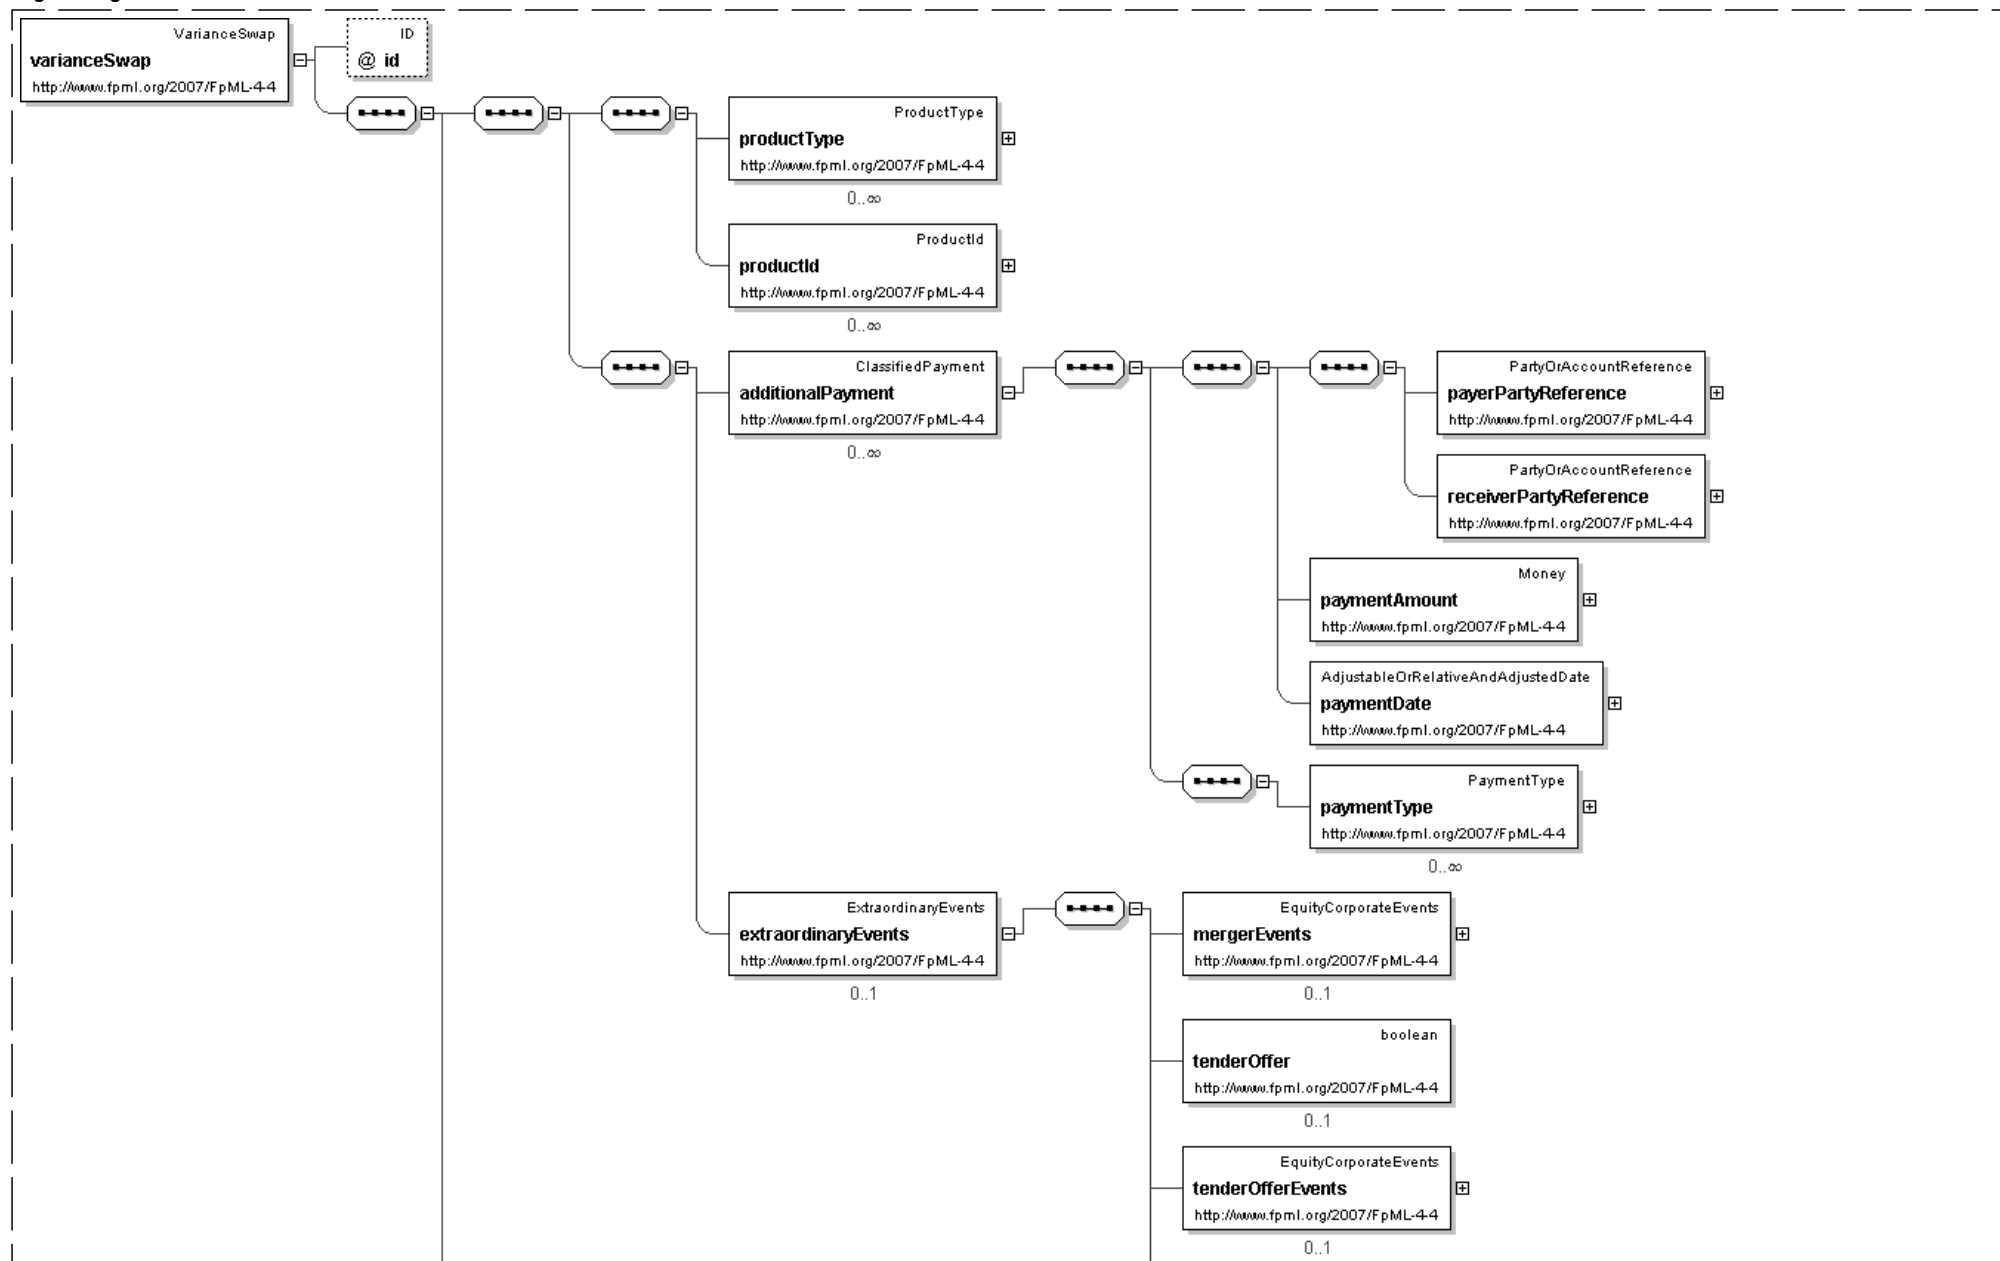 VarianceSwap
varianceSwap
http://www.fpml.org/2007/FpML-4-4
ID
@ id
ProductType
productType
http://www.fpml.org/2007/FpML-4-4
0..∞
ProductId
productId
http://www.fpml.org/2007/FpML-4-4
0..∞
ClassifiedPayment
additionalPayment
http://www.fpml.org/2007/FpML-4-4
0..∞
PartyOrAccountReference
payerPartyReference
http://www.fpml.org/2007/FpML-4-4
PartyOrAccountReference
receiverPartyReference
http://www.fpml.org/2007/FpML-4-4
Money
paymentAmount
http://www.fpml.org/2007/FpML-4-4
AdjustableOrRelativeAndAdjustedDate
paymentDate
http://www.fpml.org/2007/FpML-4-4
PaymentType
paymentType
http://www.fpml.org/2007/FpML-4-4
0..∞
ExtraordinaryEvents
extraordinaryEvents
http://www.fpml.org/2007/FpML-4-4
0..1
EquityCorporateEvents
mergerEvents
http://www.fpml.org/2007/FpML-4-4
0..1
boolean
tenderOffer
http://www.fpml.org/2007/FpML-4-4
0..1
EquityCorporateEvents
tenderOfferEvents
http://www.fpml.org/2007/FpML-4-4
0..1